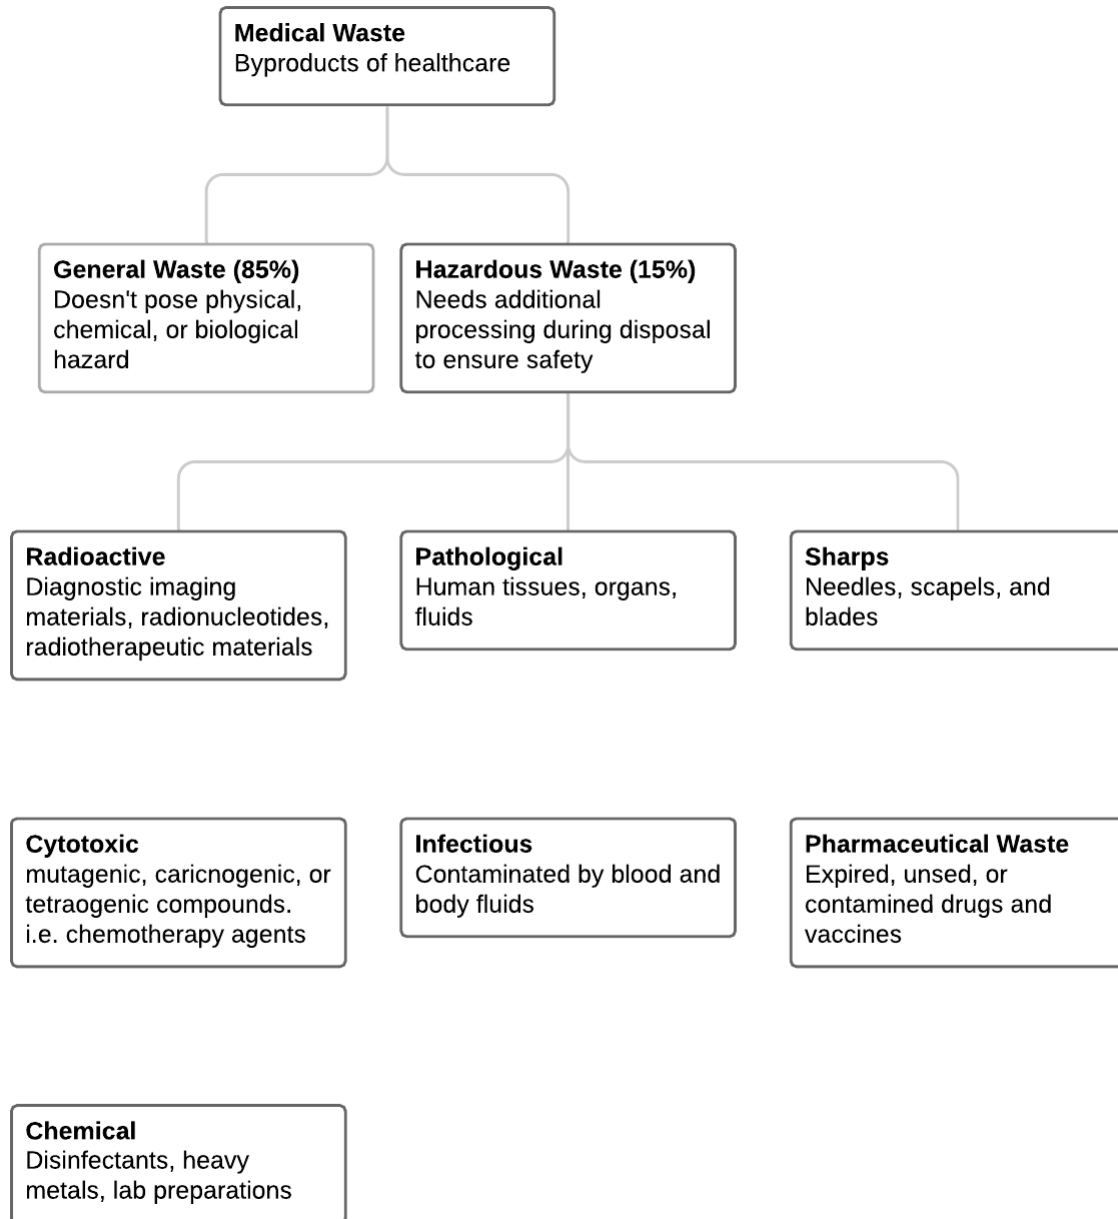 Medical Waste
Byproducts of healthcare
General Waste (85%)
Doesn't pose physical,
chemical, or biological
hazard
Hazardous Waste (15%)
Needs additional
processing during disposal
to ensure safety
Radioactive
Diagnostic imaging
materials, radionucleotides,
radiotherapeutic materials
Pathological
Human tissues, organs,
fluids
Sharps
Needles, scapels, and
blades
Cytotoxic
mutagenic, caricnogenic, or
tetraogenic compounds.
i.e. chemotherapy agents
Infectious
Contaminated by blood and
body fluids
Pharmaceutical Waste
Expired, unsed, or
contamined drugs and
vaccines
Chemical
Disinfectants, heavy
metals, lab preparations